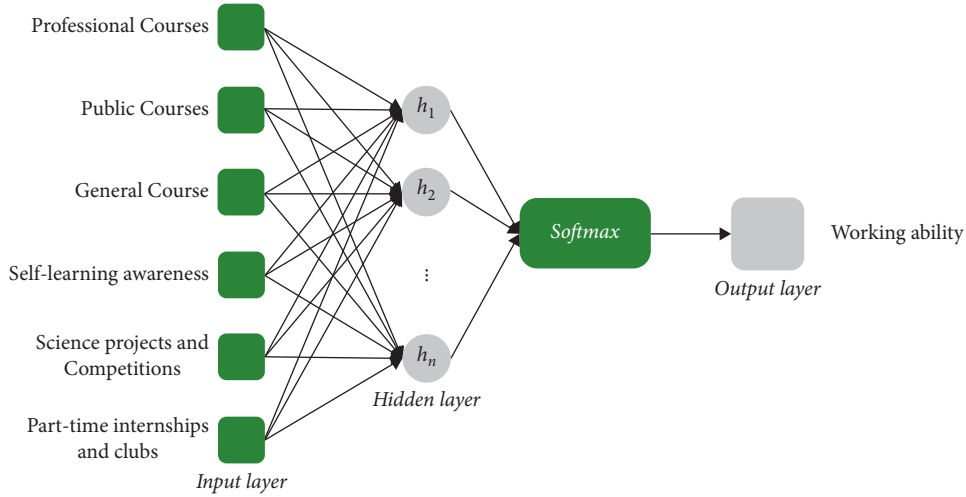 Professional Courses
Public Courses
General Course
Self-learning awareness
Science projects and
Competitions
Part-time internships
and clubs
Input layer
h1
h2
⋮
hn
Hidden layer
Softmax
Output layer
Working ability